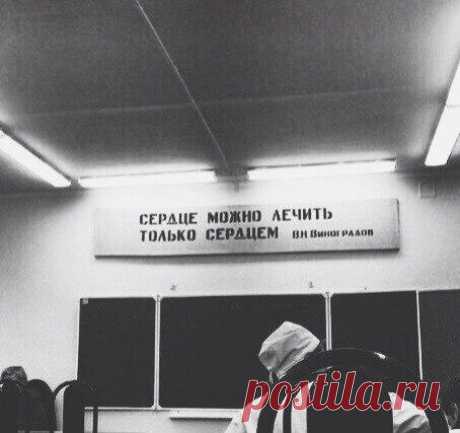 СЕРДЦЕ МОЖНО ЛЕЧИТЬ
ТОЛЬКО СЕРДЦЕМ В.Н.ВИНОГРАДОВ
postila.ru